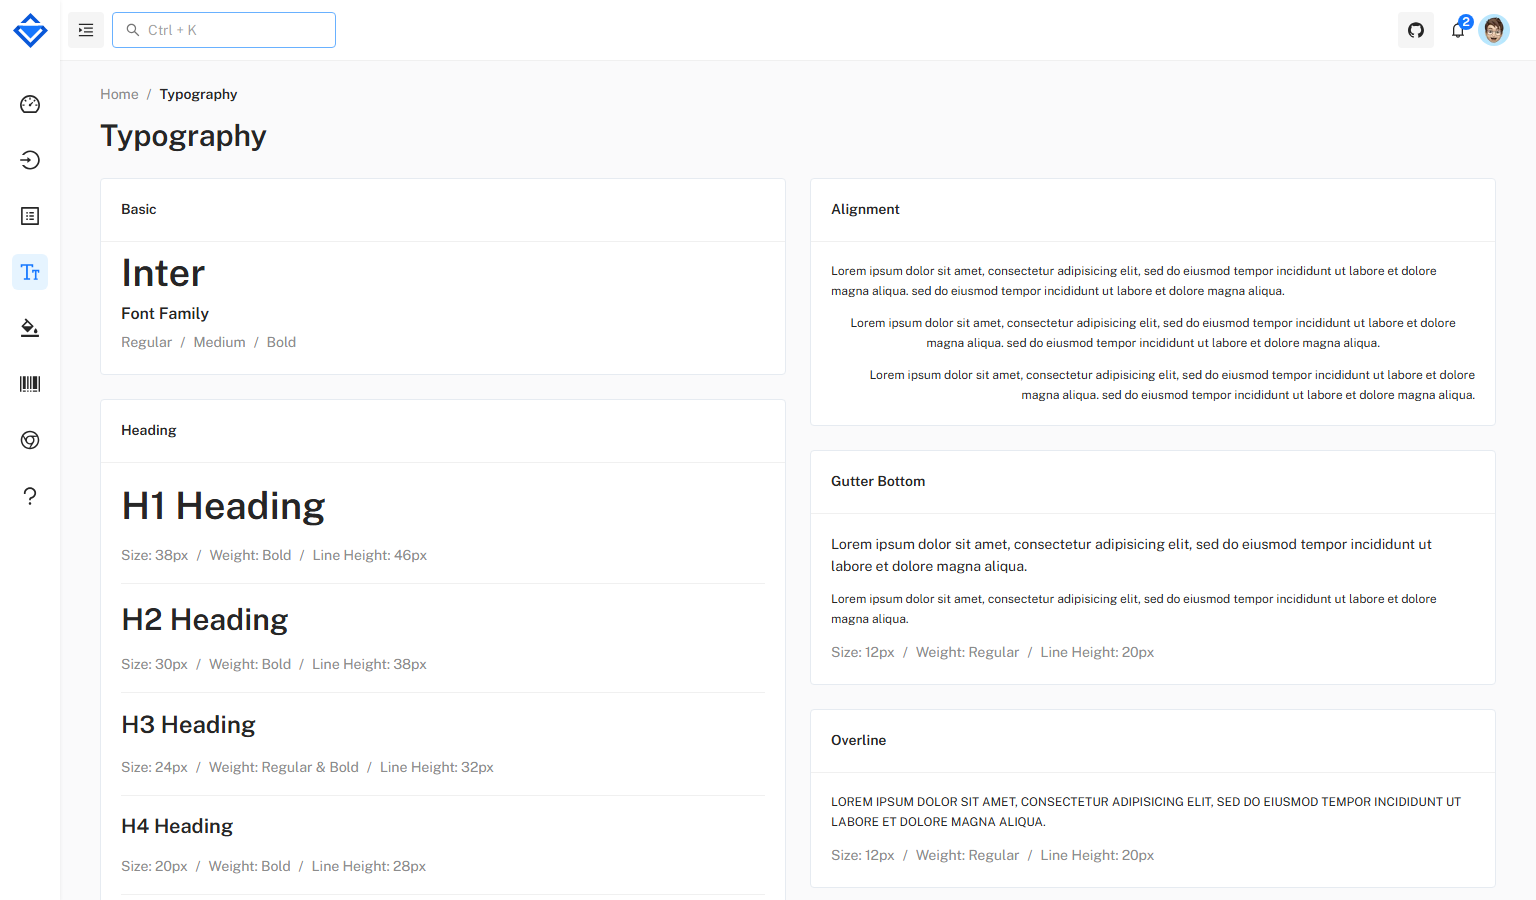 Ctrl + K
2
Home / Typography
Typography
Basic
Inter
Font Family
Regular / Medium / Bold
Heading
H1 Heading
Size: 38px / Weight: Bold / Line Height: 46px
H2 Heading
Size: 30px / Weight: Bold / Line Height: 38px
H3 Heading
Size: 24px / Weight: Regular & Bold / Line Height: 32px
H4 Heading
Size: 20px / Weight: Bold / Line Height: 28px
Alignment
Lorem ipsum dolor sit amet, consectetur adipisicing elit, sed do eiusmod tempor incididunt ut labore et dolore
magna aliqua. sed do eiusmod tempor incididunt ut labore et dolore magna aliqua.
Lorem ipsum dolor sit amet, consectetur adipisicing elit, sed do eiusmod tempor incididunt ut labore et dolore
magna aliqua. sed do eiusmod tempor incididunt ut labore et dolore magna aliqua.
Lorem ipsum dolor sit amet, consectetur adipisicing elit, sed do eiusmod tempor incididunt ut labore et dolore
magna aliqua. sed do eiusmod tempor incididunt ut labore et dolore magna aliqua.
Gutter Bottom
Lorem ipsum dolor sit amet, consectetur adipisicing elit, sed do eiusmod tempor incididunt ut
labore et dolore magna aliqua.
Lorem ipsum dolor sit amet, consectetur adipisicing elit, sed do eiusmod tempor incididunt ut labore et dolore
magna aliqua.
Size: 12px / Weight: Regular / Line Height: 20px
Overline
LOREM IPSUM DOLOR SIT AMET, CONSECTETUR ADIPISICING ELIT, SED DO EIUSMOD TEMPOR INCIDIDUNT UT
LABORE ET DOLORE MAGNA ALIQUA.
Size: 12px / Weight: Regular / Line Height: 20px